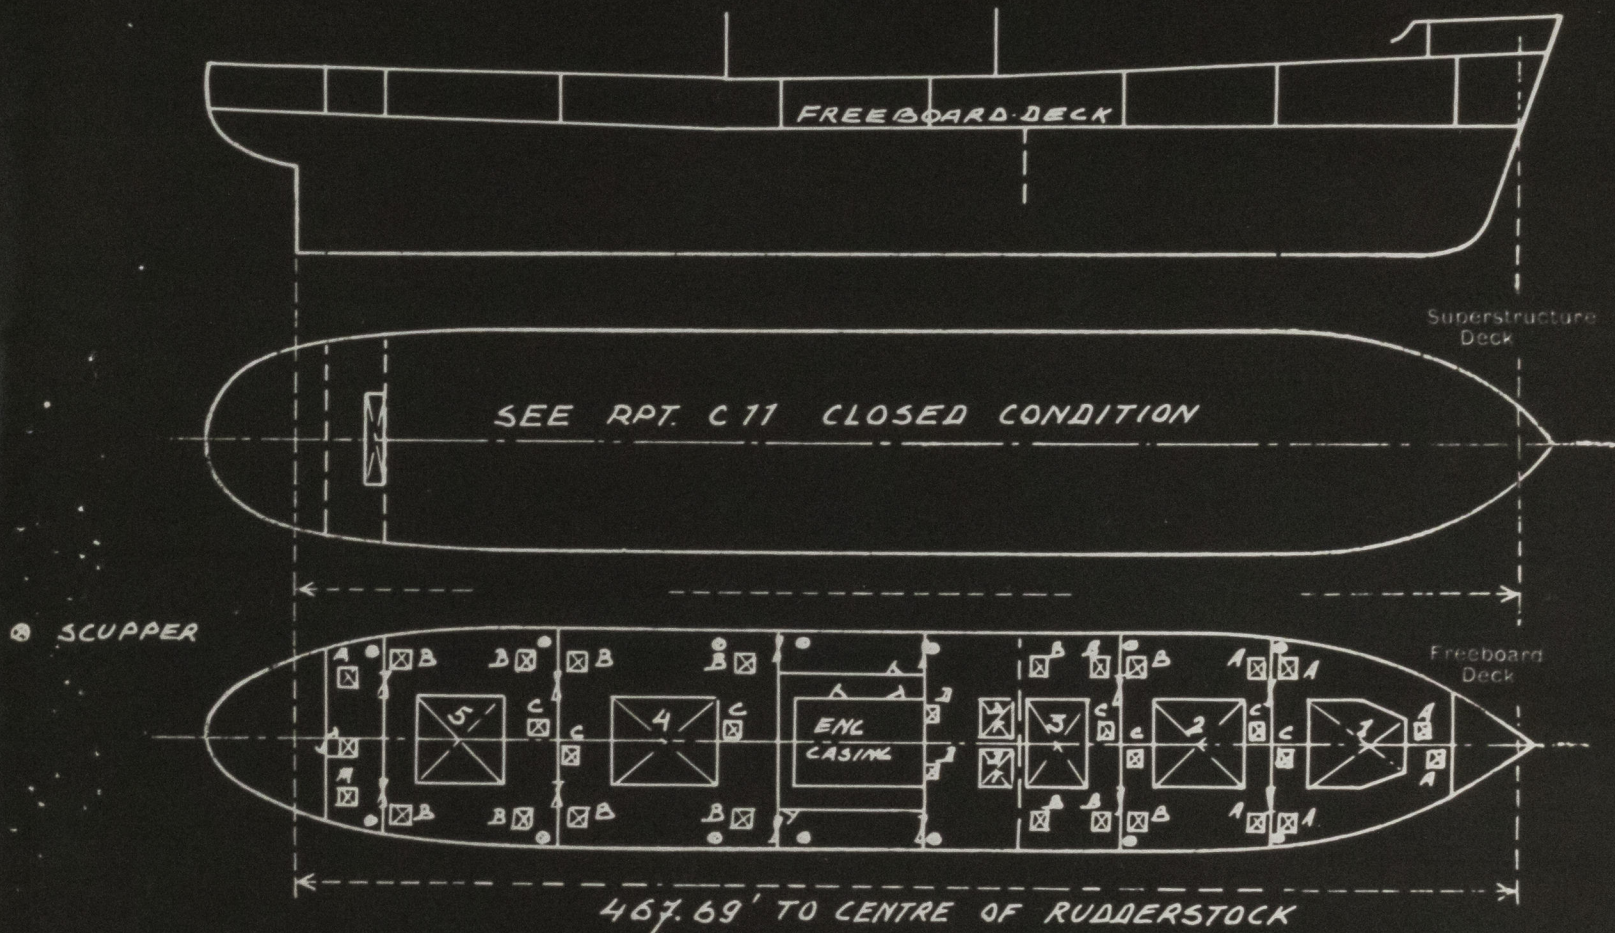 FREEBOARD.DECK
Superstructure
Deck
SEE RPT. C 11 CLOSED CONDITION
⊗ SCUPPER
Freeboard
Deck
A B B B B B B B A A
5 C C 4 C D 3 C C 2 C C 1 A
ENG
CASING
D
A
A B B B B B B B A A
467.69' TO CENTRE OF RUDDERSTOCK